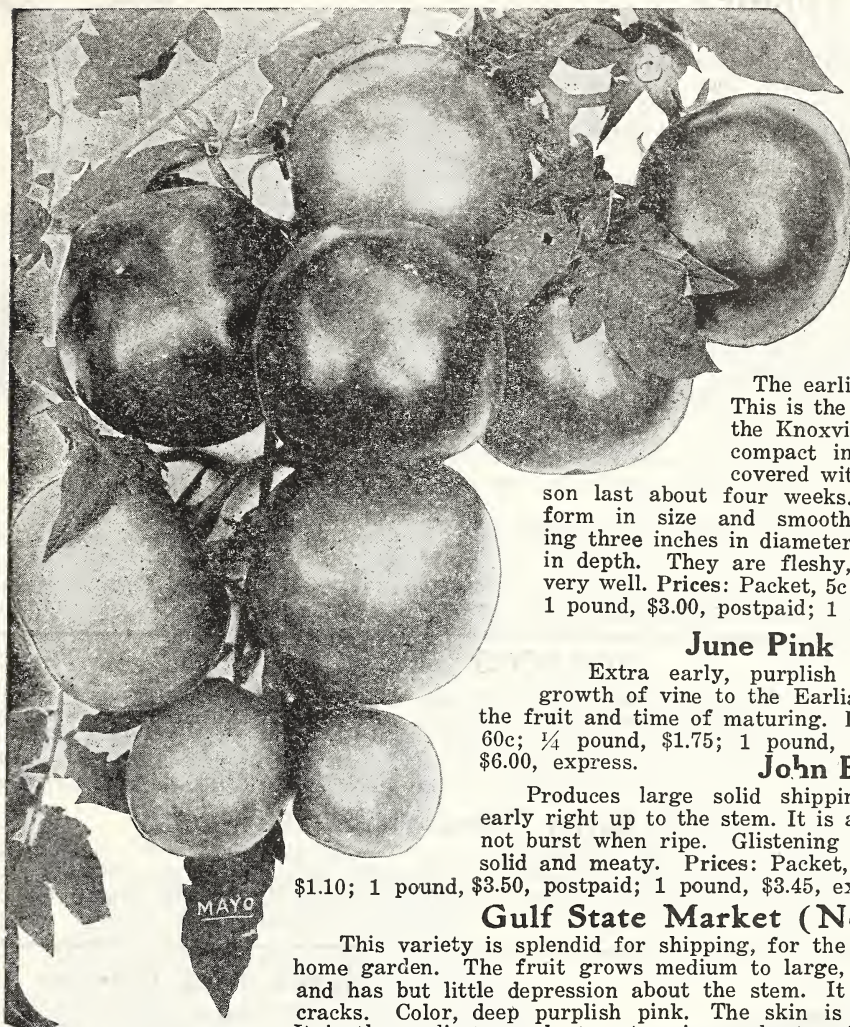 The earli
This is the
the Knoxvi
compact in
covered wit
son last about four weeks.
form in size and smooth
ing three inches in diameter
in depth. They are fleshy,
very well. Prices: Packet, 5c
1 pound, $3.00, postpaid; 1
June Pink
Extra early, purplish
growth of vine to the Earlia
the fruit and time of maturing.
60c; ¼ pound, $1.75; 1 pound,
$6.00, express.
John
Produces large solid shippin
early right up to the stem. It is a
not burst when ripe. Glistening
solid and meaty. Prices: Packet,
$1.10; 1 pound, $3.50, postpaid; 1 pound, $3.45, ex
MAYO
Gulf State Market (N
This variety is splendid for shipping, for the
home garden. The fruit grows medium to large,
and has but little depression about the stem. It
cracks. Color, deep purplish pink. The skin is